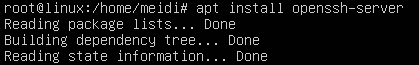 root@linux:/home/meidi# apt install openssh-server
Reading package lists... Done
Building dependency tree... Done
Reading state information... Done